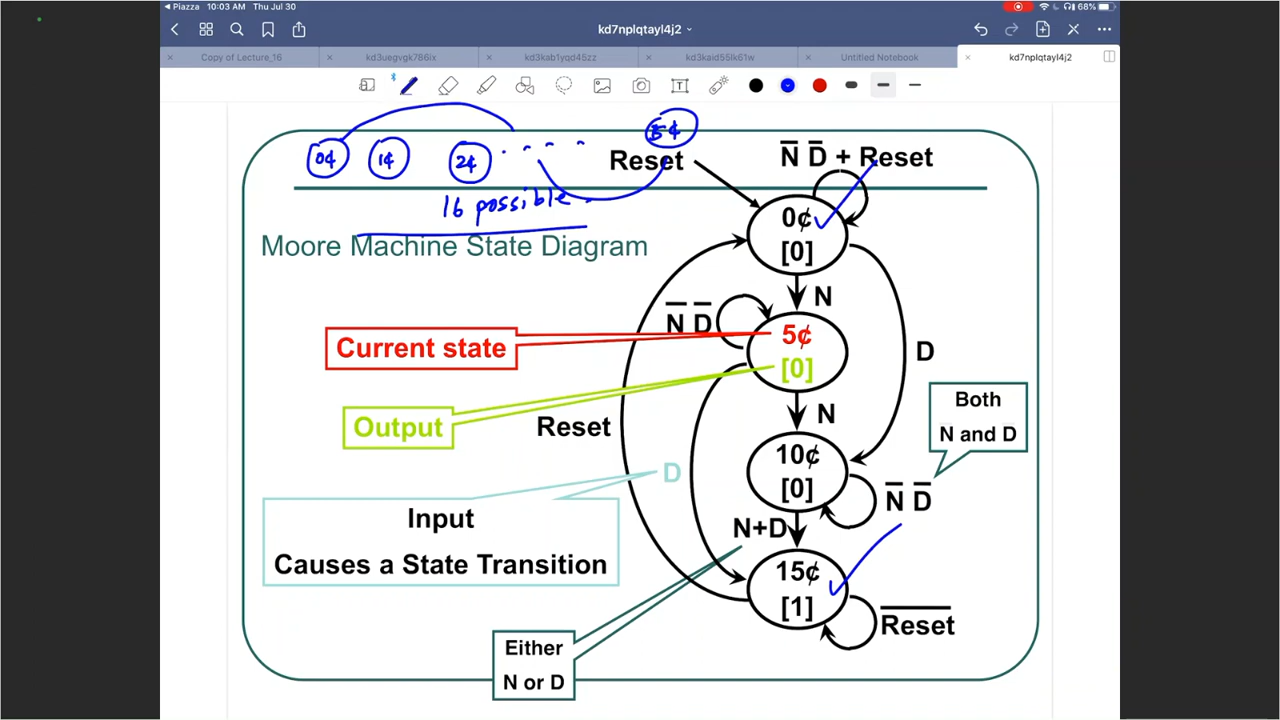 Piazza 10:03 AM Thu Jul 30 68%
kd7nplqtayl4j2
Copy of Lecture_16 kd3uegvgk786ix kd3kab1yqd45zz kd3kaid55lk61w Untitled Notebook kd7nplqtayl4j2
0¢ 1¢ 2¢ . . . . .
16 possible
Reset
N̅ D̅ + Reset
Moore Machine State Diagram
0¢
[0]
N
N̅ D̅
Current state
5¢
[0]
D
Output
Reset
N
Both
N and D
10¢
[0]
N̅ D̅
D
Input
Causes a State Transition
N+D
15¢
[1]
R̅e̅s̅e̅t̅
Either
N or D